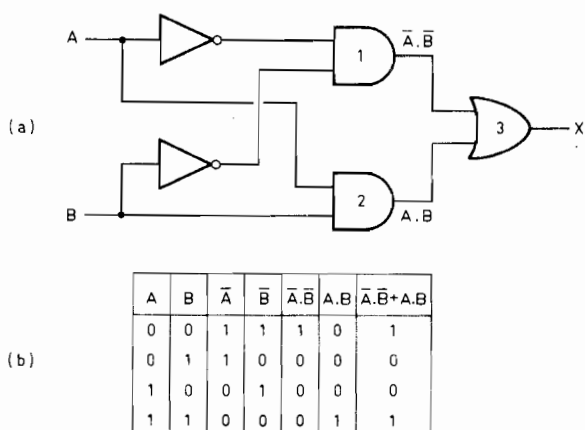 A
1
A̅.B̅
(a)
3
X
B
2
A.B
(b)
A B A̅ B̅ A̅.B̅ A.B A̅.B̅+A.B
0 0 1 1 1 0 1
0 1 1 0 0 0 0
1 0 0 1 0 0 0
1 1 0 0 0 1 1